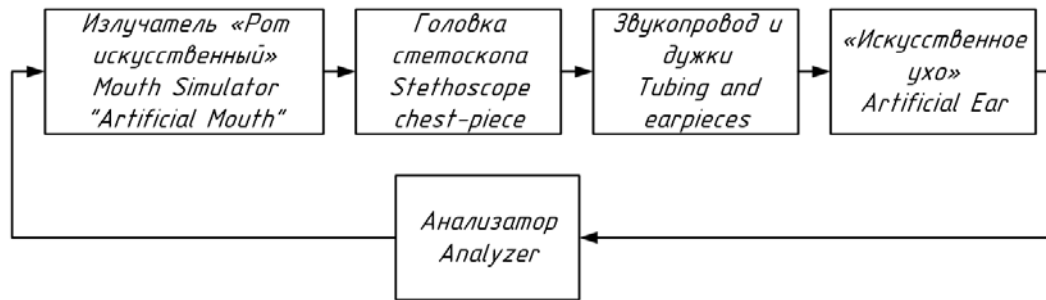 Излучатель «Рот
искусственный»
Mouth Simulator
"Artificial Mouth"
Головка
стетоскопа
Stethoscope
chest-piece
Звукопровод и
дужки
Tubing and
earpieces
«Искусственное
ухо»
Artificial Ear
Анализатор
Analyzer